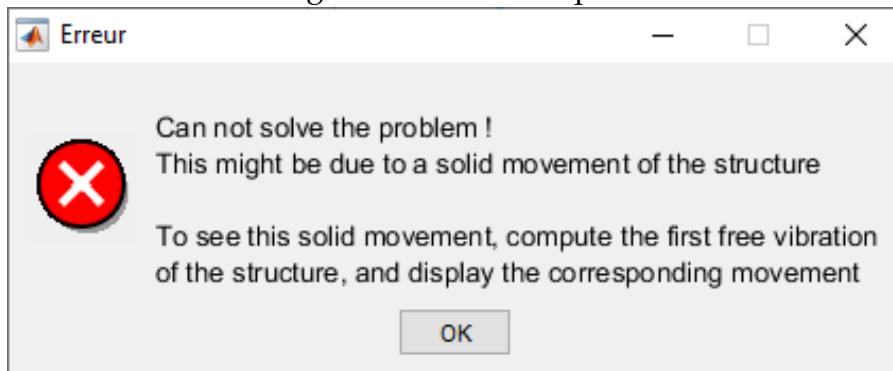 Erreur
Can not solve the problem !
This might be due to a solid movement of the structure
To see this solid movement, compute the first free vibration
of the structure, and display the corresponding movement
OK